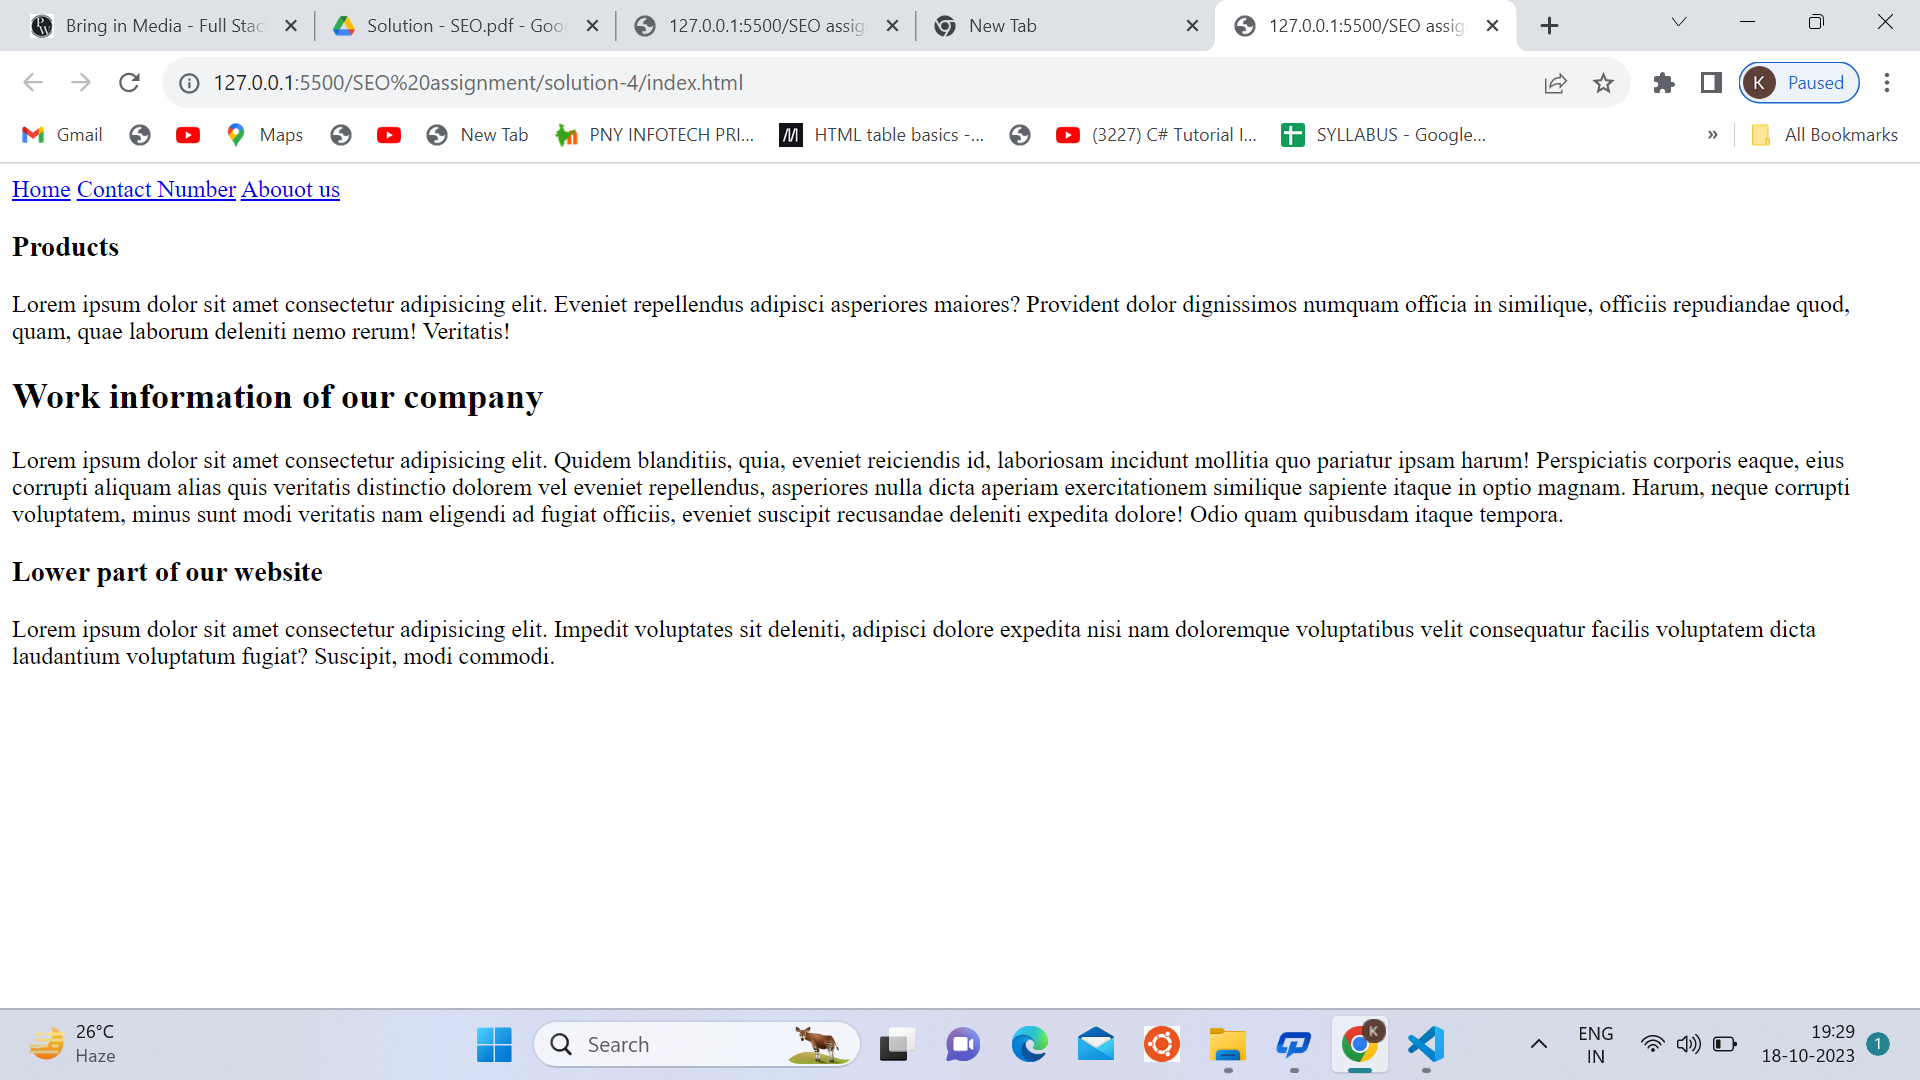 Bring in Media - Full Stac
Solution - SEO.pdf - Goo
127.0.0.1:5500/SEO assig
New Tab
127.0.0.1:5500/SEO assig
127.0.0.1:5500/SEO%20assignment/solution-4/index.html
K Paused
Gmail
Maps
New Tab
PNY INFOTECH PRI...
HTML table basics -...
(3227) C# Tutorial I...
SYLLABUS - Google...
»
All Bookmarks
Home Contact Number Abouot us
Products
Lorem ipsum dolor sit amet consectetur adipisicing elit. Eveniet repellendus adipisci asperiores maiores? Provident dolor dignissimos numquam officia in similique, officiis repudiandae quod,
quam, quae laborum deleniti nemo rerum! Veritatis!
Work information of our company
Lorem ipsum dolor sit amet consectetur adipisicing elit. Quidem blanditiis, quia, eveniet reiciendis id, laboriosam incidunt mollitia quo pariatur ipsam harum! Perspiciatis corporis eaque, eius
corrupti aliquam alias quis veritatis distinctio dolorem vel eveniet repellendus, asperiores nulla dicta aperiam exercitationem similique sapiente itaque in optio magnam. Harum, neque corrupti
voluptatem, minus sunt modi veritatis nam eligendi ad fugiat officiis, eveniet suscipit recusandae deleniti expedita dolore! Odio quam quibusdam itaque tempora.
Lower part of our website
Lorem ipsum dolor sit amet consectetur adipisicing elit. Impedit voluptates sit deleniti, adipisci dolore expedita nisi nam doloremque voluptatibus velit consequatur facilis voluptatem dicta
laudantium voluptatum fugiat? Suscipit, modi commodi.
26°C
Haze
Search
K
ENG
IN
19:29
18-10-2023
1